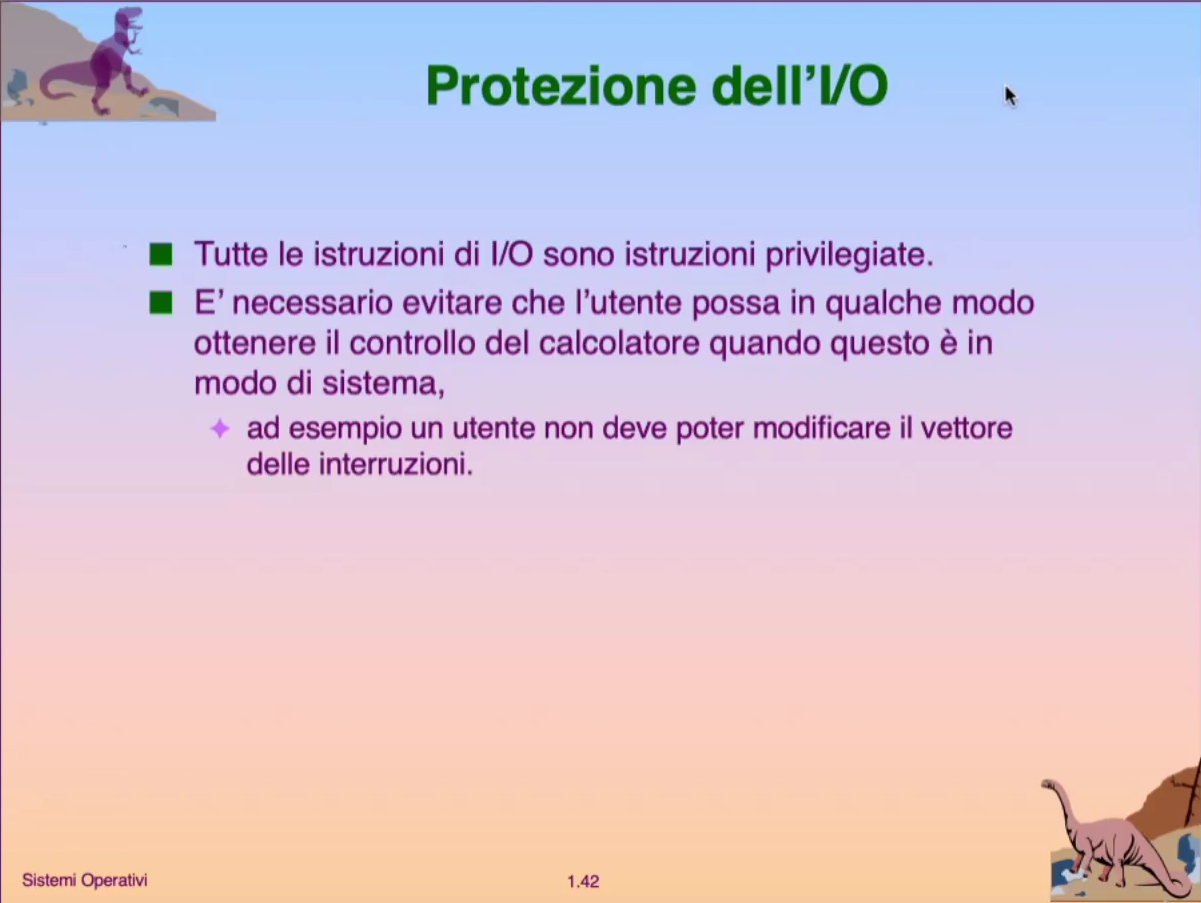 Protezione dell’I/O
Tutte le istruzioni di I/O sono istruzioni privilegiate.
E’ necessario evitare che l’utente possa in qualche modo
ottenere il controllo del calcolatore quando questo è in
modo di sistema,
ad esempio un utente non deve poter modificare il vettore
delle interruzioni.
Sistemi Operativi
1.42